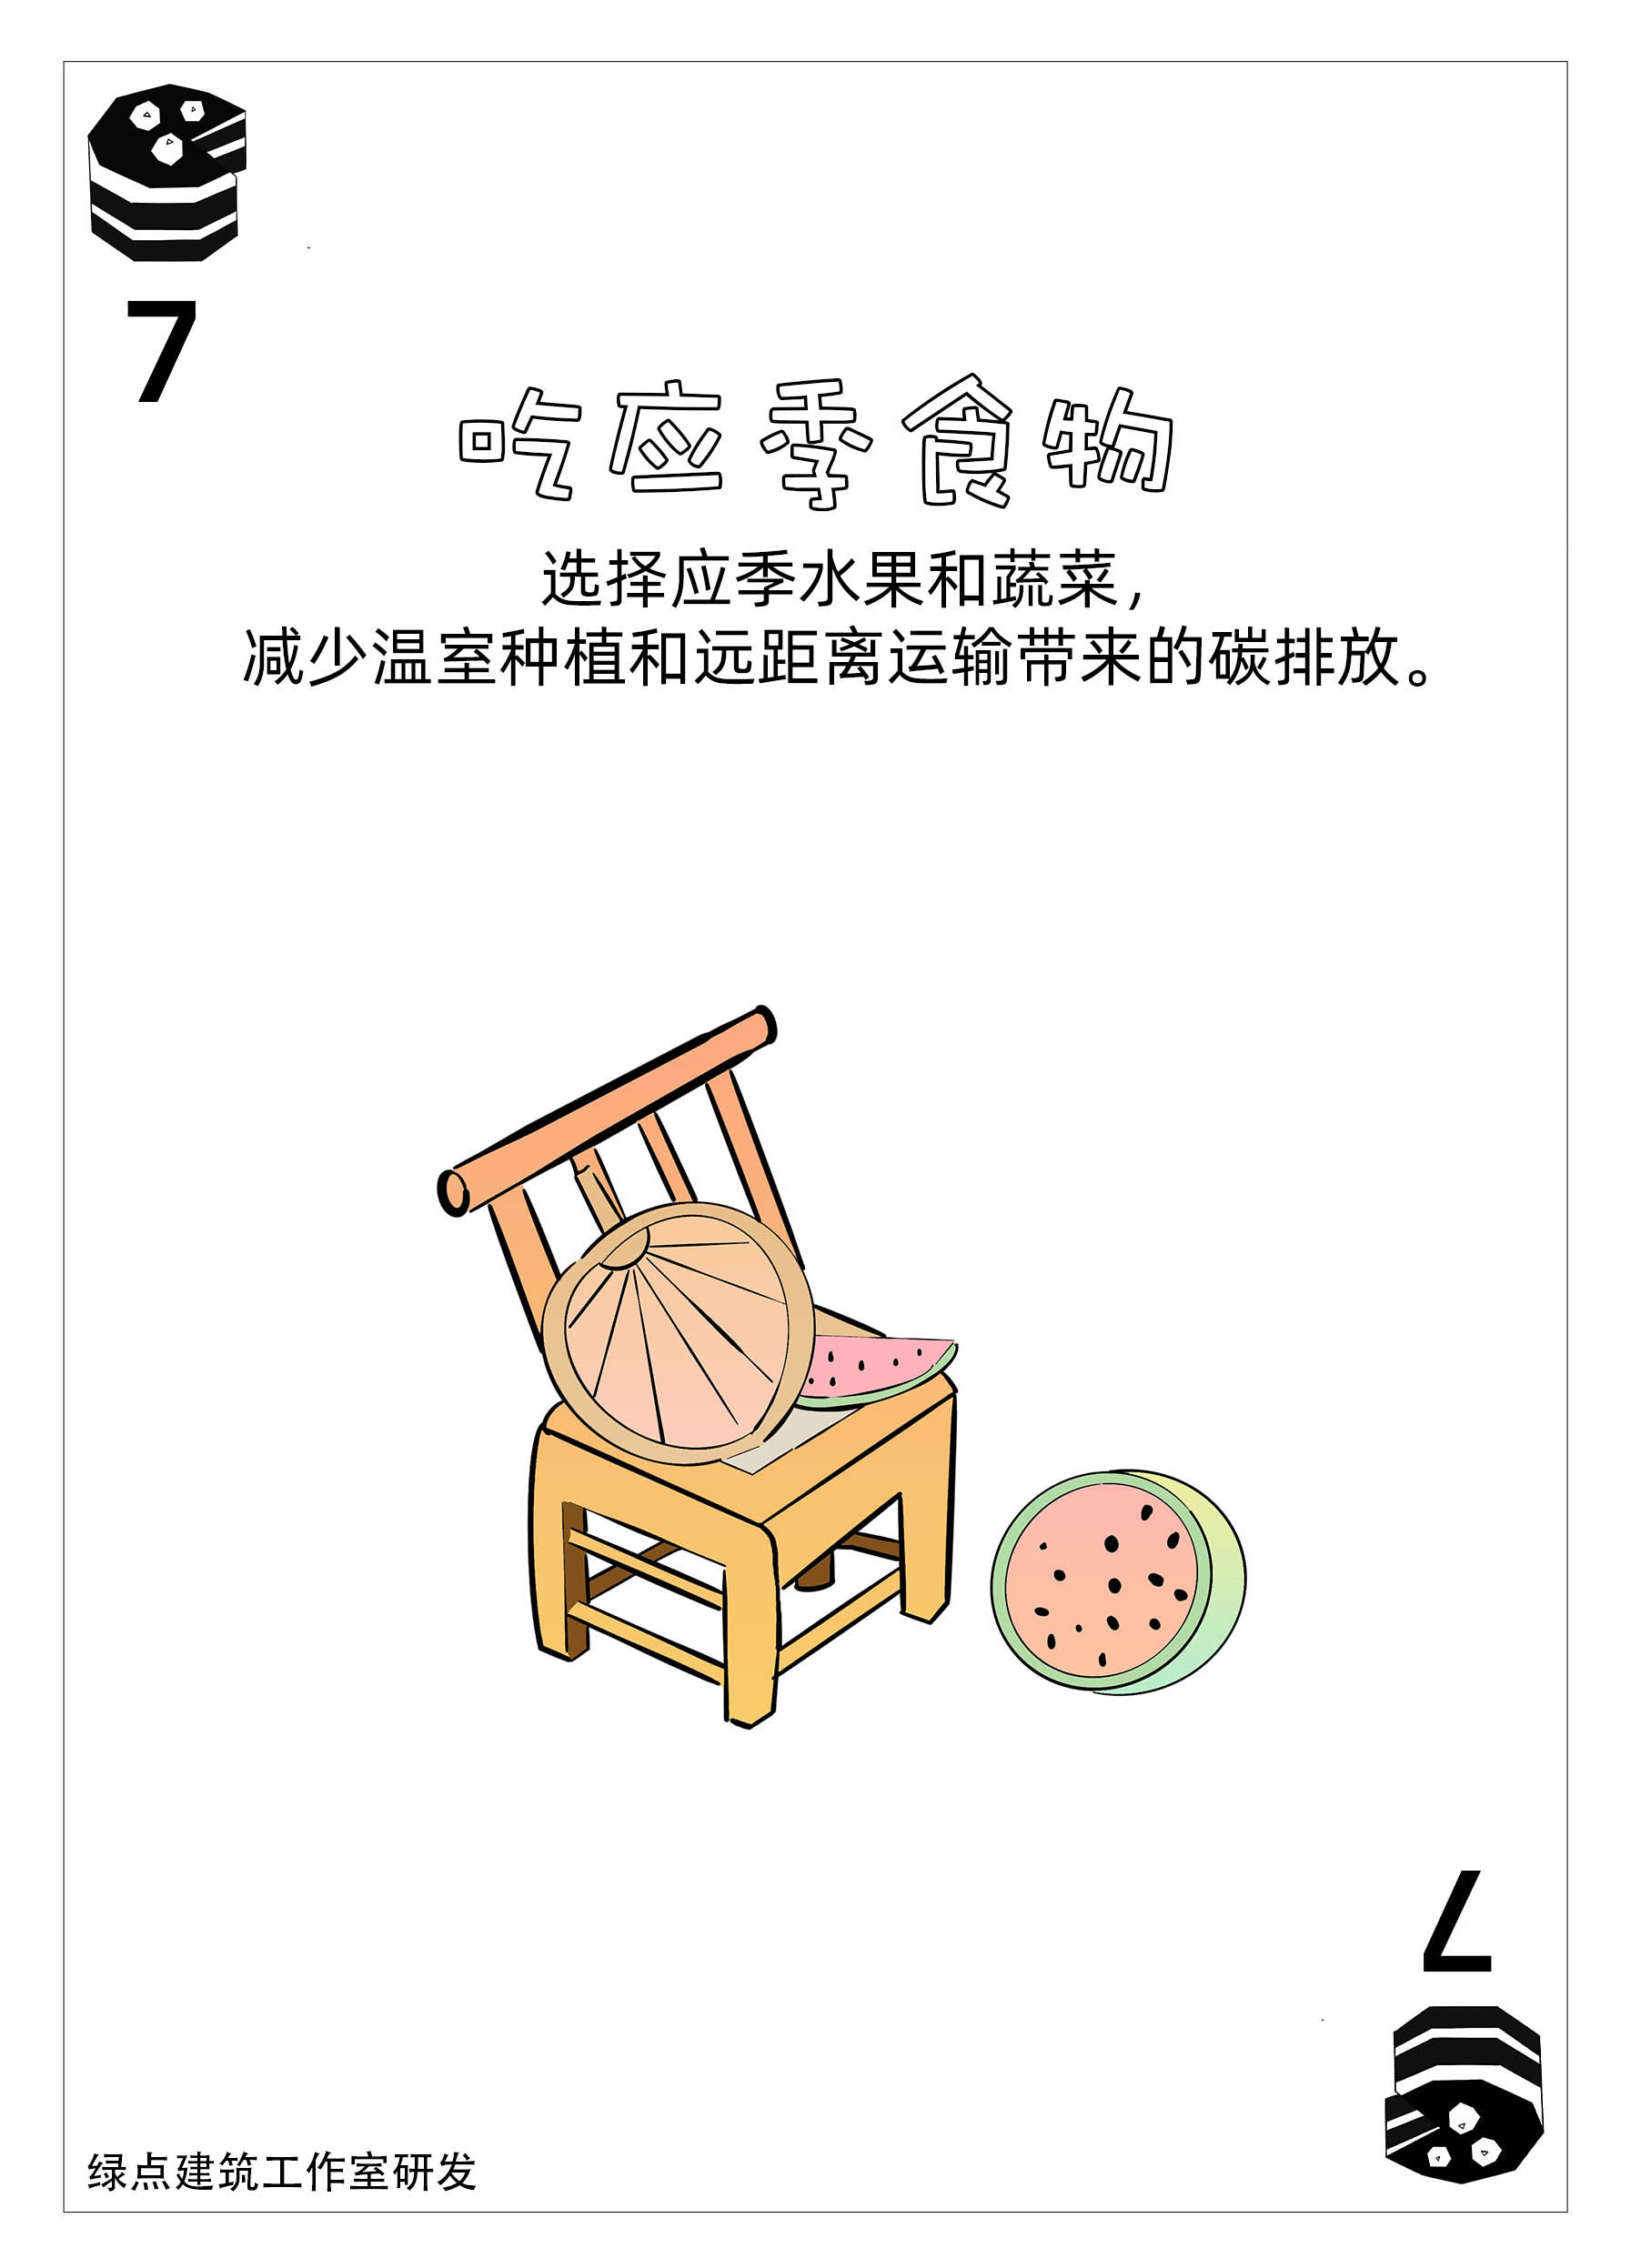 7
吃应季食物
选择应季水果和蔬菜,
减少温室种植和远距离运输带来的碳排放。
7
绿点建筑工作室研发